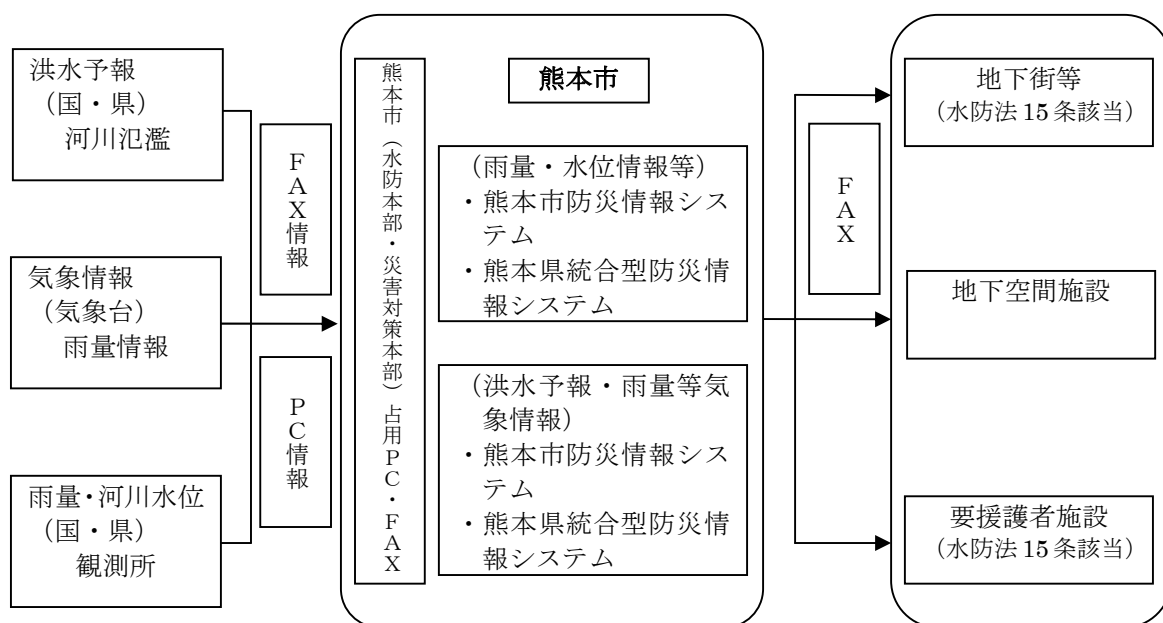 洪水予報
（国・県）
河川氾濫
気象情報
（気象台）
雨量情報
雨量・河川水位
（国・県）
観測所
ＦＡＸ情報
ＰＣ情報
熊本市（水防本部・災害対策本部）占用ＰＣ・ＦＡＸ
熊本市
（雨量・水位情報等）
・熊本市防災情報シス
テム
・熊本県統合型防災情
報システム
（洪水予報・雨量等気
象情報）
・熊本市防災情報シス
テム
・熊本県統合型防災情
報システム
ＦＡＸ
地下街等
（水防法 15 条該当）
地下空間施設
要援護者施設
（水防法 15 条該当）